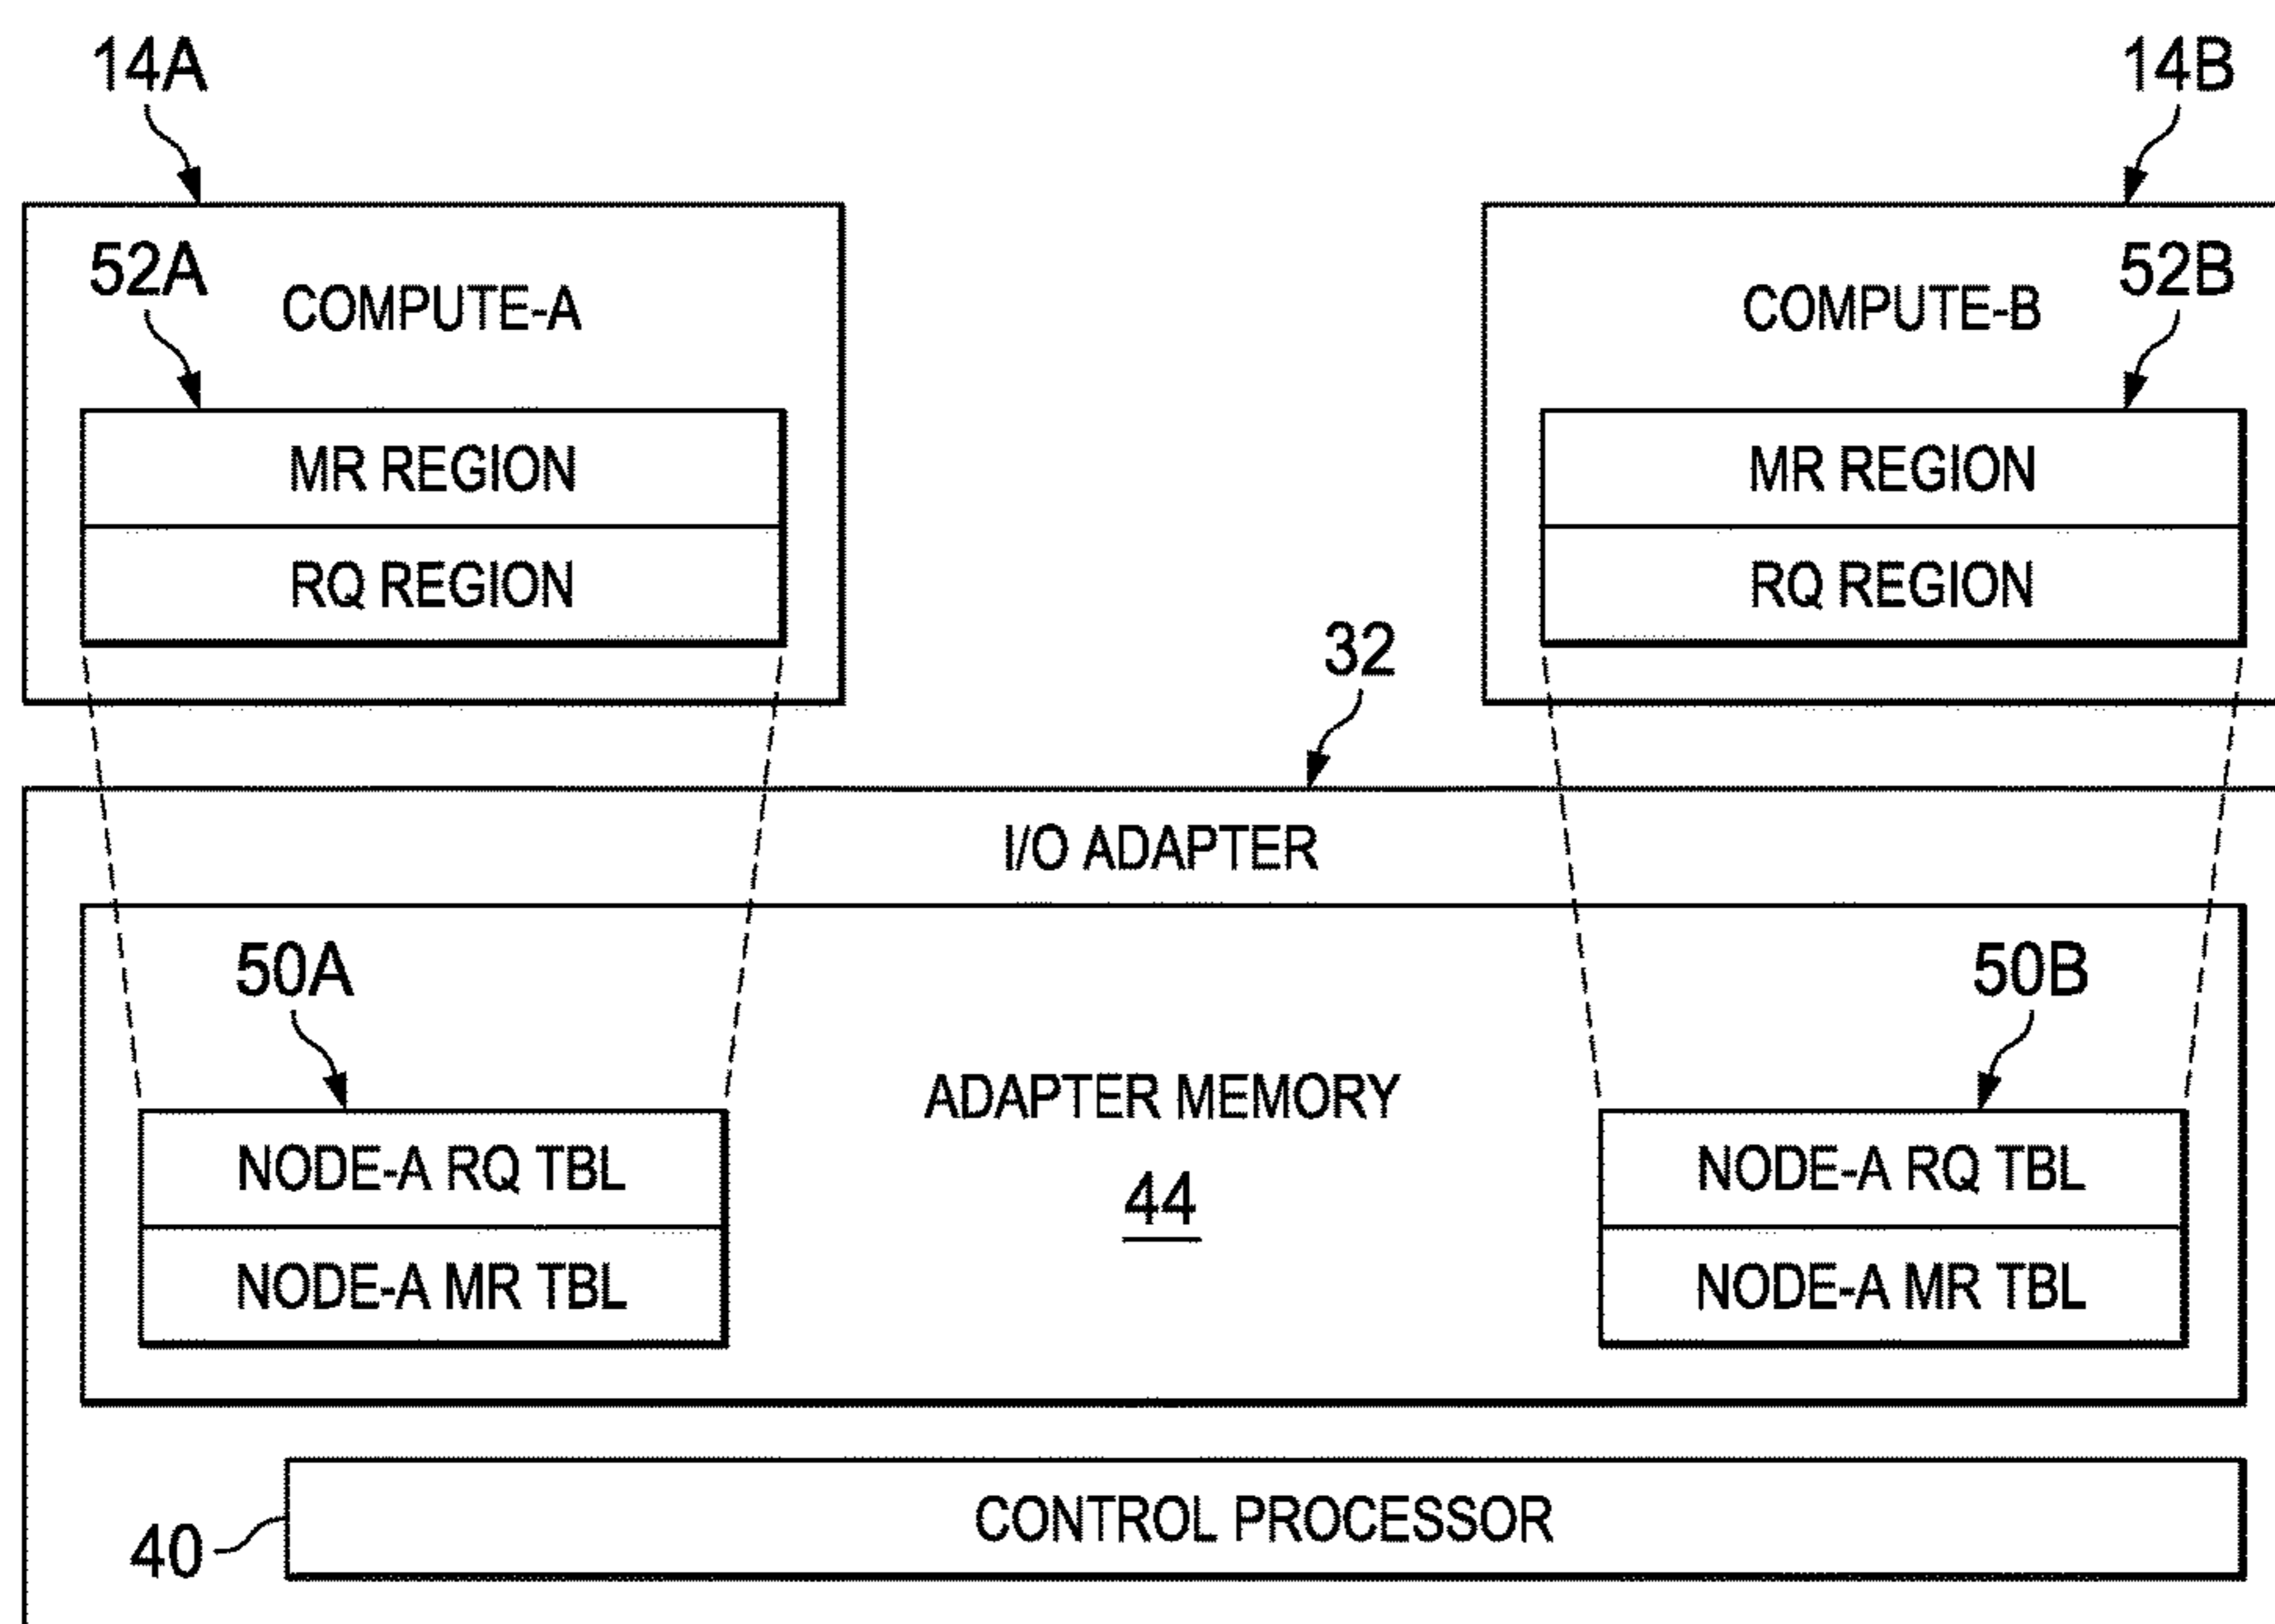 14A
14B
52A
COMPUTE-A
52B
COMPUTE-B
MR REGION
RQ REGION
MR REGION
RQ REGION
32
I/O ADAPTER
50A
50B
ADAPTER MEMORY
44
NODE-A RQ TBL
NODE-A MR TBL
NODE-A RQ TBL
NODE-A MR TBL
CONTROL PROCESSOR
40